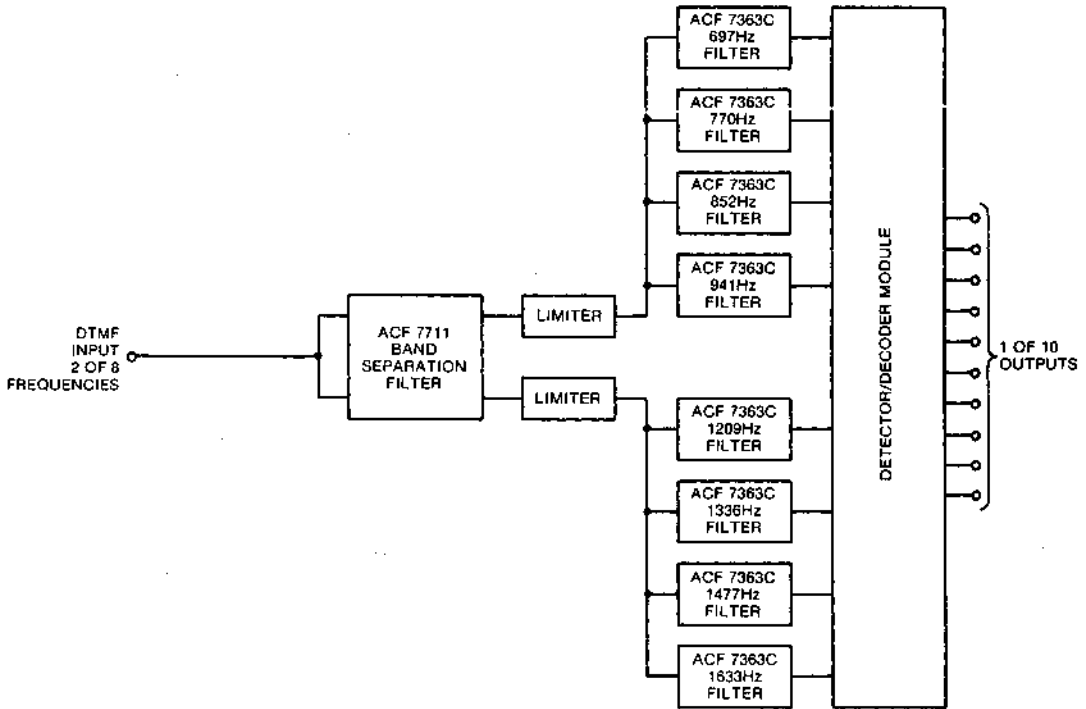 DTMF
INPUT
2 OF 8
FREQUENCIES
ACF 7711
BAND
SEPARATION
FILTER
LIMITER
LIMITER
ACF 7363C
697Hz
FILTER
ACF 7363C
770Hz
FILTER
ACF 7363C
852Hz
FILTER
ACF 7363C
941Hz
FILTER
ACF 7363C
1209Hz
FILTER
ACF 7363C
1336Hz
FILTER
ACF 7363C
1477Hz
FILTER
ACF 7363C
1633Hz
FILTER
DETECTOR/DECODER MODULE
1 OF 10
OUTPUTS